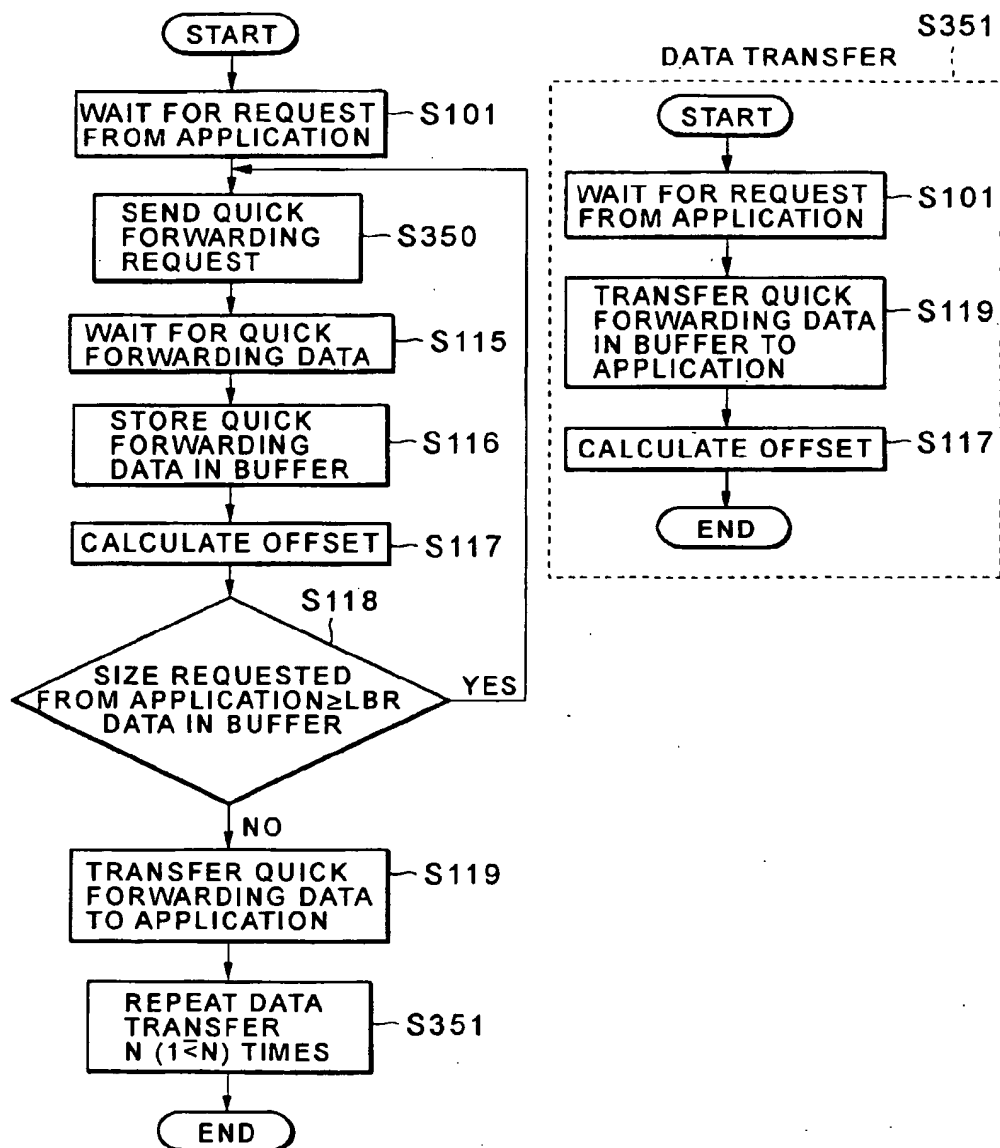 START
WAIT FOR REQUEST
FROM APPLICATION
S101
SEND QUICK
FORWARDING
REQUEST
S350
WAIT FOR QUICK
FORWARDING DATA
S115
STORE QUICK
FORWARDING
DATA IN BUFFER
S116
CALCULATE OFFSET
S117
S118
SIZE REQUESTED
FROM APPLICATION≥LBR
DATA IN BUFFER
YES
NO
TRANSFER QUICK
FORWARDING DATA
TO APPLICATION
S119
REPEAT DATA
TRANSFER
N (1≤N) TIMES
S351
END
S351
DATA TRANSFER
START
WAIT FOR REQUEST
FROM APPLICATION
S101
TRANSFER QUICK
FORWARDING DATA
IN BUFFER TO
APPLICATION
S119
CALCULATE OFFSET
S117
END